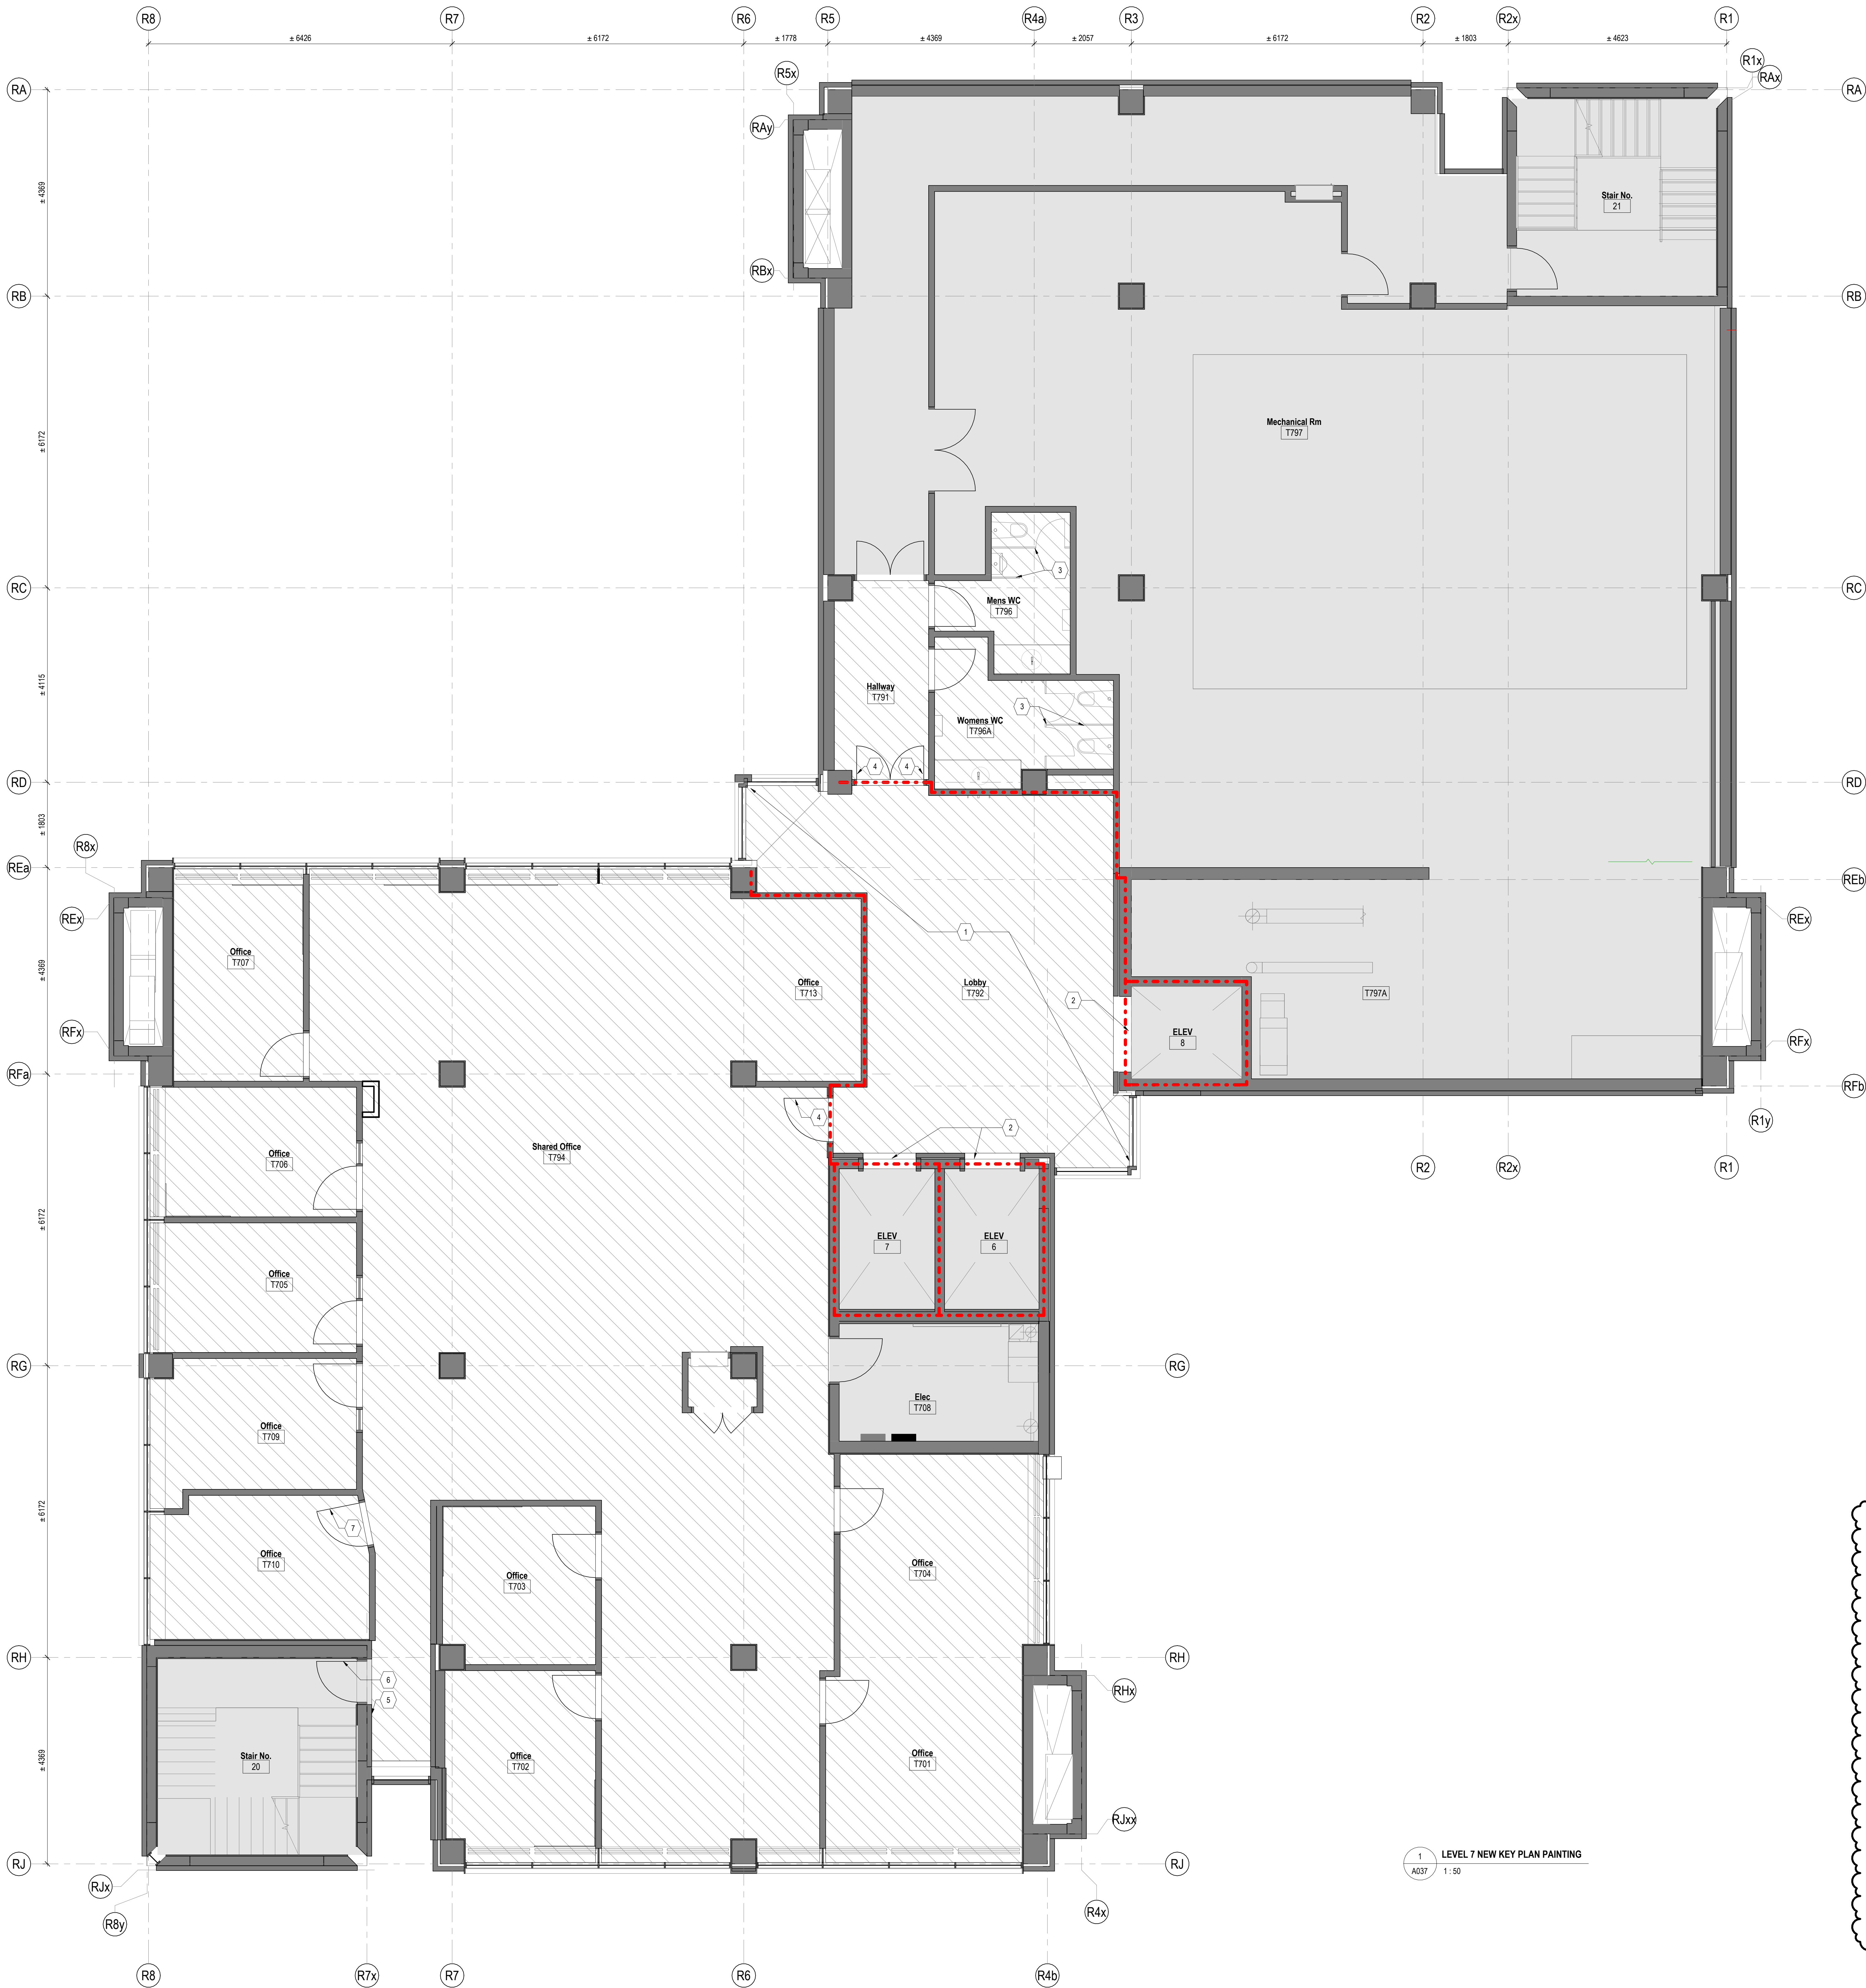 R8
R7
R6
R5
R4a
R3
R2
R2x
R1
± 6426
± 6172
± 1778
± 4369
± 2057
± 6172
± 1803
± 4623
R5x
R1x
RAx
RA
RA
RAy
± 4369
Stair No.
21
RBx
RB
RB
Mechanical Rm
T797
± 6172
3
RC
RC
Mens WC
T796
± 4115
Hallway
T791
3
Womens WC
T796A
4
4
RD
RD
± 1803
R8x
REa
REb
REx
REx
1
Office
T707
Office
T713
Lobby
T792
± 4369
T797A
2
RFx
ELEV
8
RFx
RFa
RFb
4
R1y
2
Shared Office
T794
Office
T706
R2
R2x
R1
± 6172
ELEV
7
ELEV
6
Office
T705
RG
RG
Elec
T708
Office
T709
± 6172
7
Office
T710
Office
T703
Office
T704
RH
RH
6
RHx
5
± 4369
Stair No.
20
Office
T702
Office
T701
RJxx
RJ
RJ
1
A037
LEVEL 7 NEW KEY PLAN PAINTING
1 : 50
RJx
R8y
R4x
R8
R7x
R7
R6
R4b